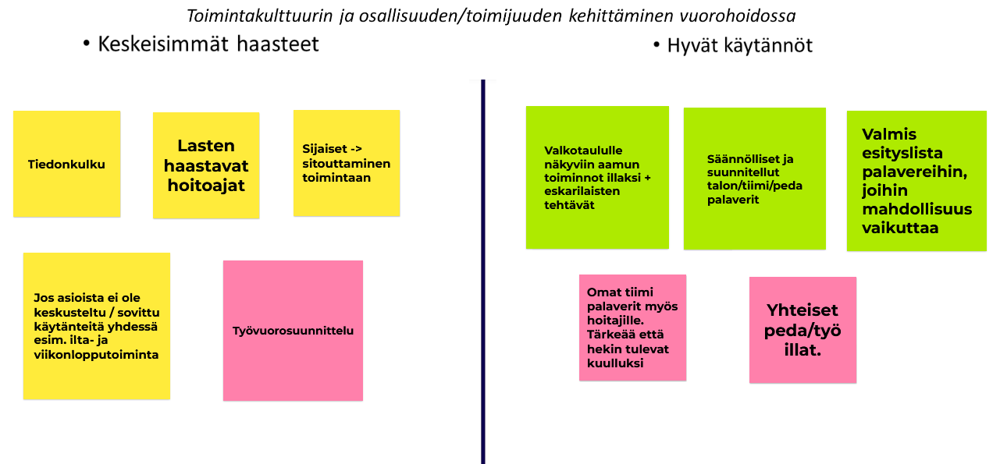 Toimintakulttuurin ja osallisuuden/toimijuuden kehittäminen vuorohoidossa
• Keskeisimmät haasteet
Tiedonkulku
Lasten
haastavat
hoitoajat
Sijaiset ->
sitouttaminen
toimintaan
Jos asioista ei ole
keskusteltu / sovittu
käytänteitä yhdessä
esim. ilta- ja
viikonlopputoiminta
Työvuorosuunnittelu
• Hyvät käytännöt
Valkotaululle
näkyviin aamun
toiminnot illaksi +
eskarilaisten
tehtävät
Säännölliset ja
suunnitellut
talon/tiimi/peda
palaverit
Valmis
esityslista
palavereihin,
joihin
mahdollisuus
vaikuttaa
Omat tiimi
palaverit myös
hoitajille.
Tärkeää että
hekin tulevat
kuulluksi
Yhteiset
peda/työ
illat.